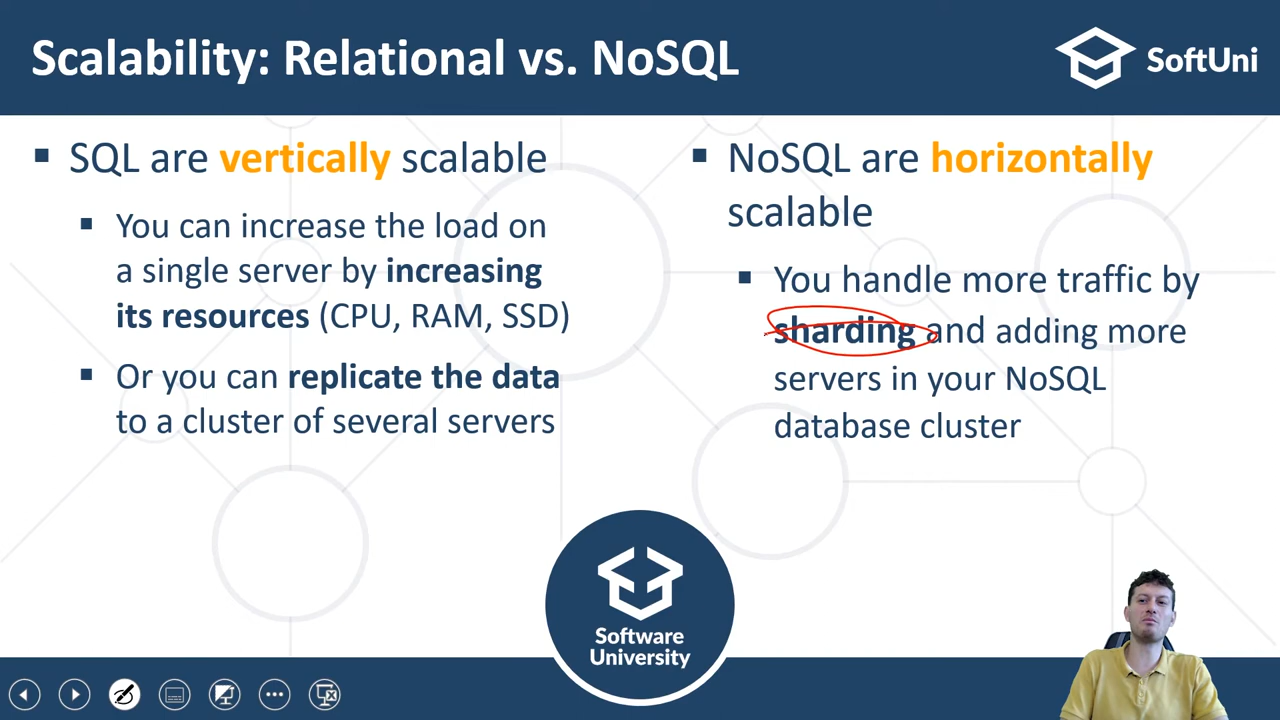 Scalability: Relational vs. NoSQL
SoftUni
SQL are vertically scalable
You can increase the load on
a single server by increasing
its resources (CPU, RAM, SSD)
Or you can replicate the data
to a cluster of several servers
NoSQL are horizontally
scalable
You handle more traffic by
sharding and adding more
servers in your NoSQL
database cluster
Software
University